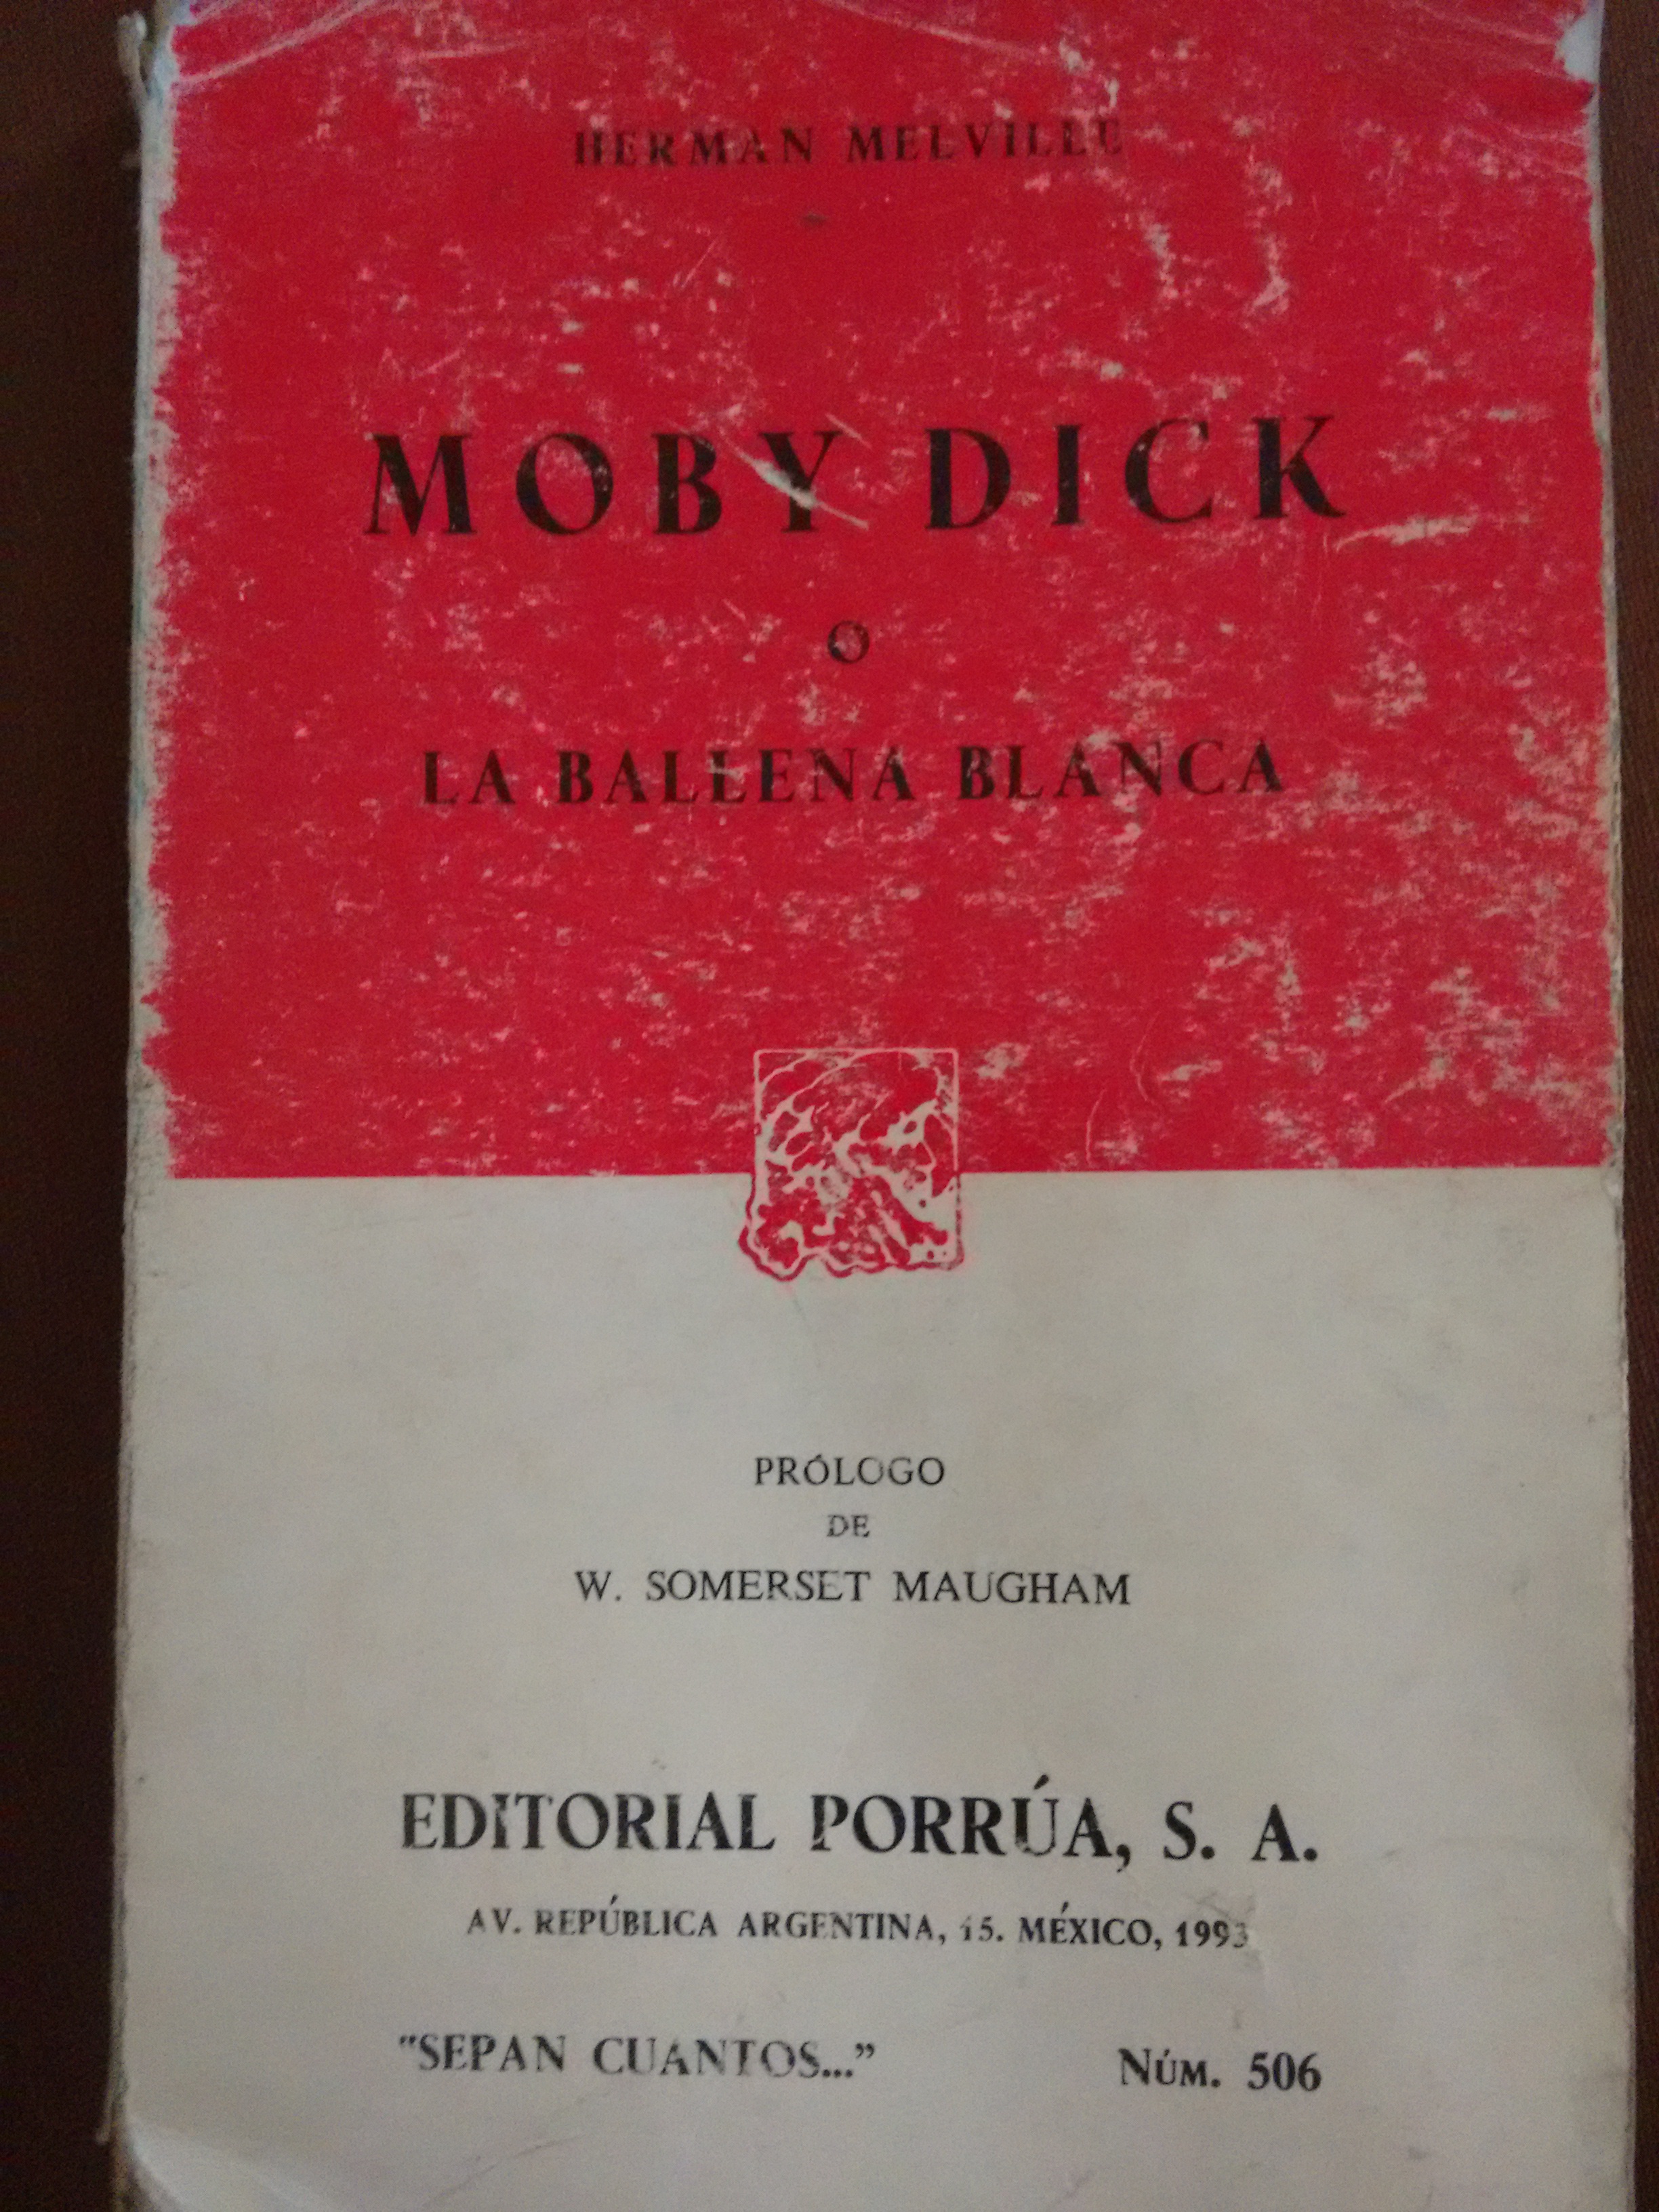 HERMAN MELVILLE
MOBY DICK
O
LA BALLENA BLANCA
PRÓLOGO
DE
W. SOMERSET MAUGHAM
EDITORIAL PORRÚA, S. A.
AV. REPÚBLICA ARGENTINA, 15. MÉXICO, 1993
"SEPAN CUANTOS..." NÚM. 506